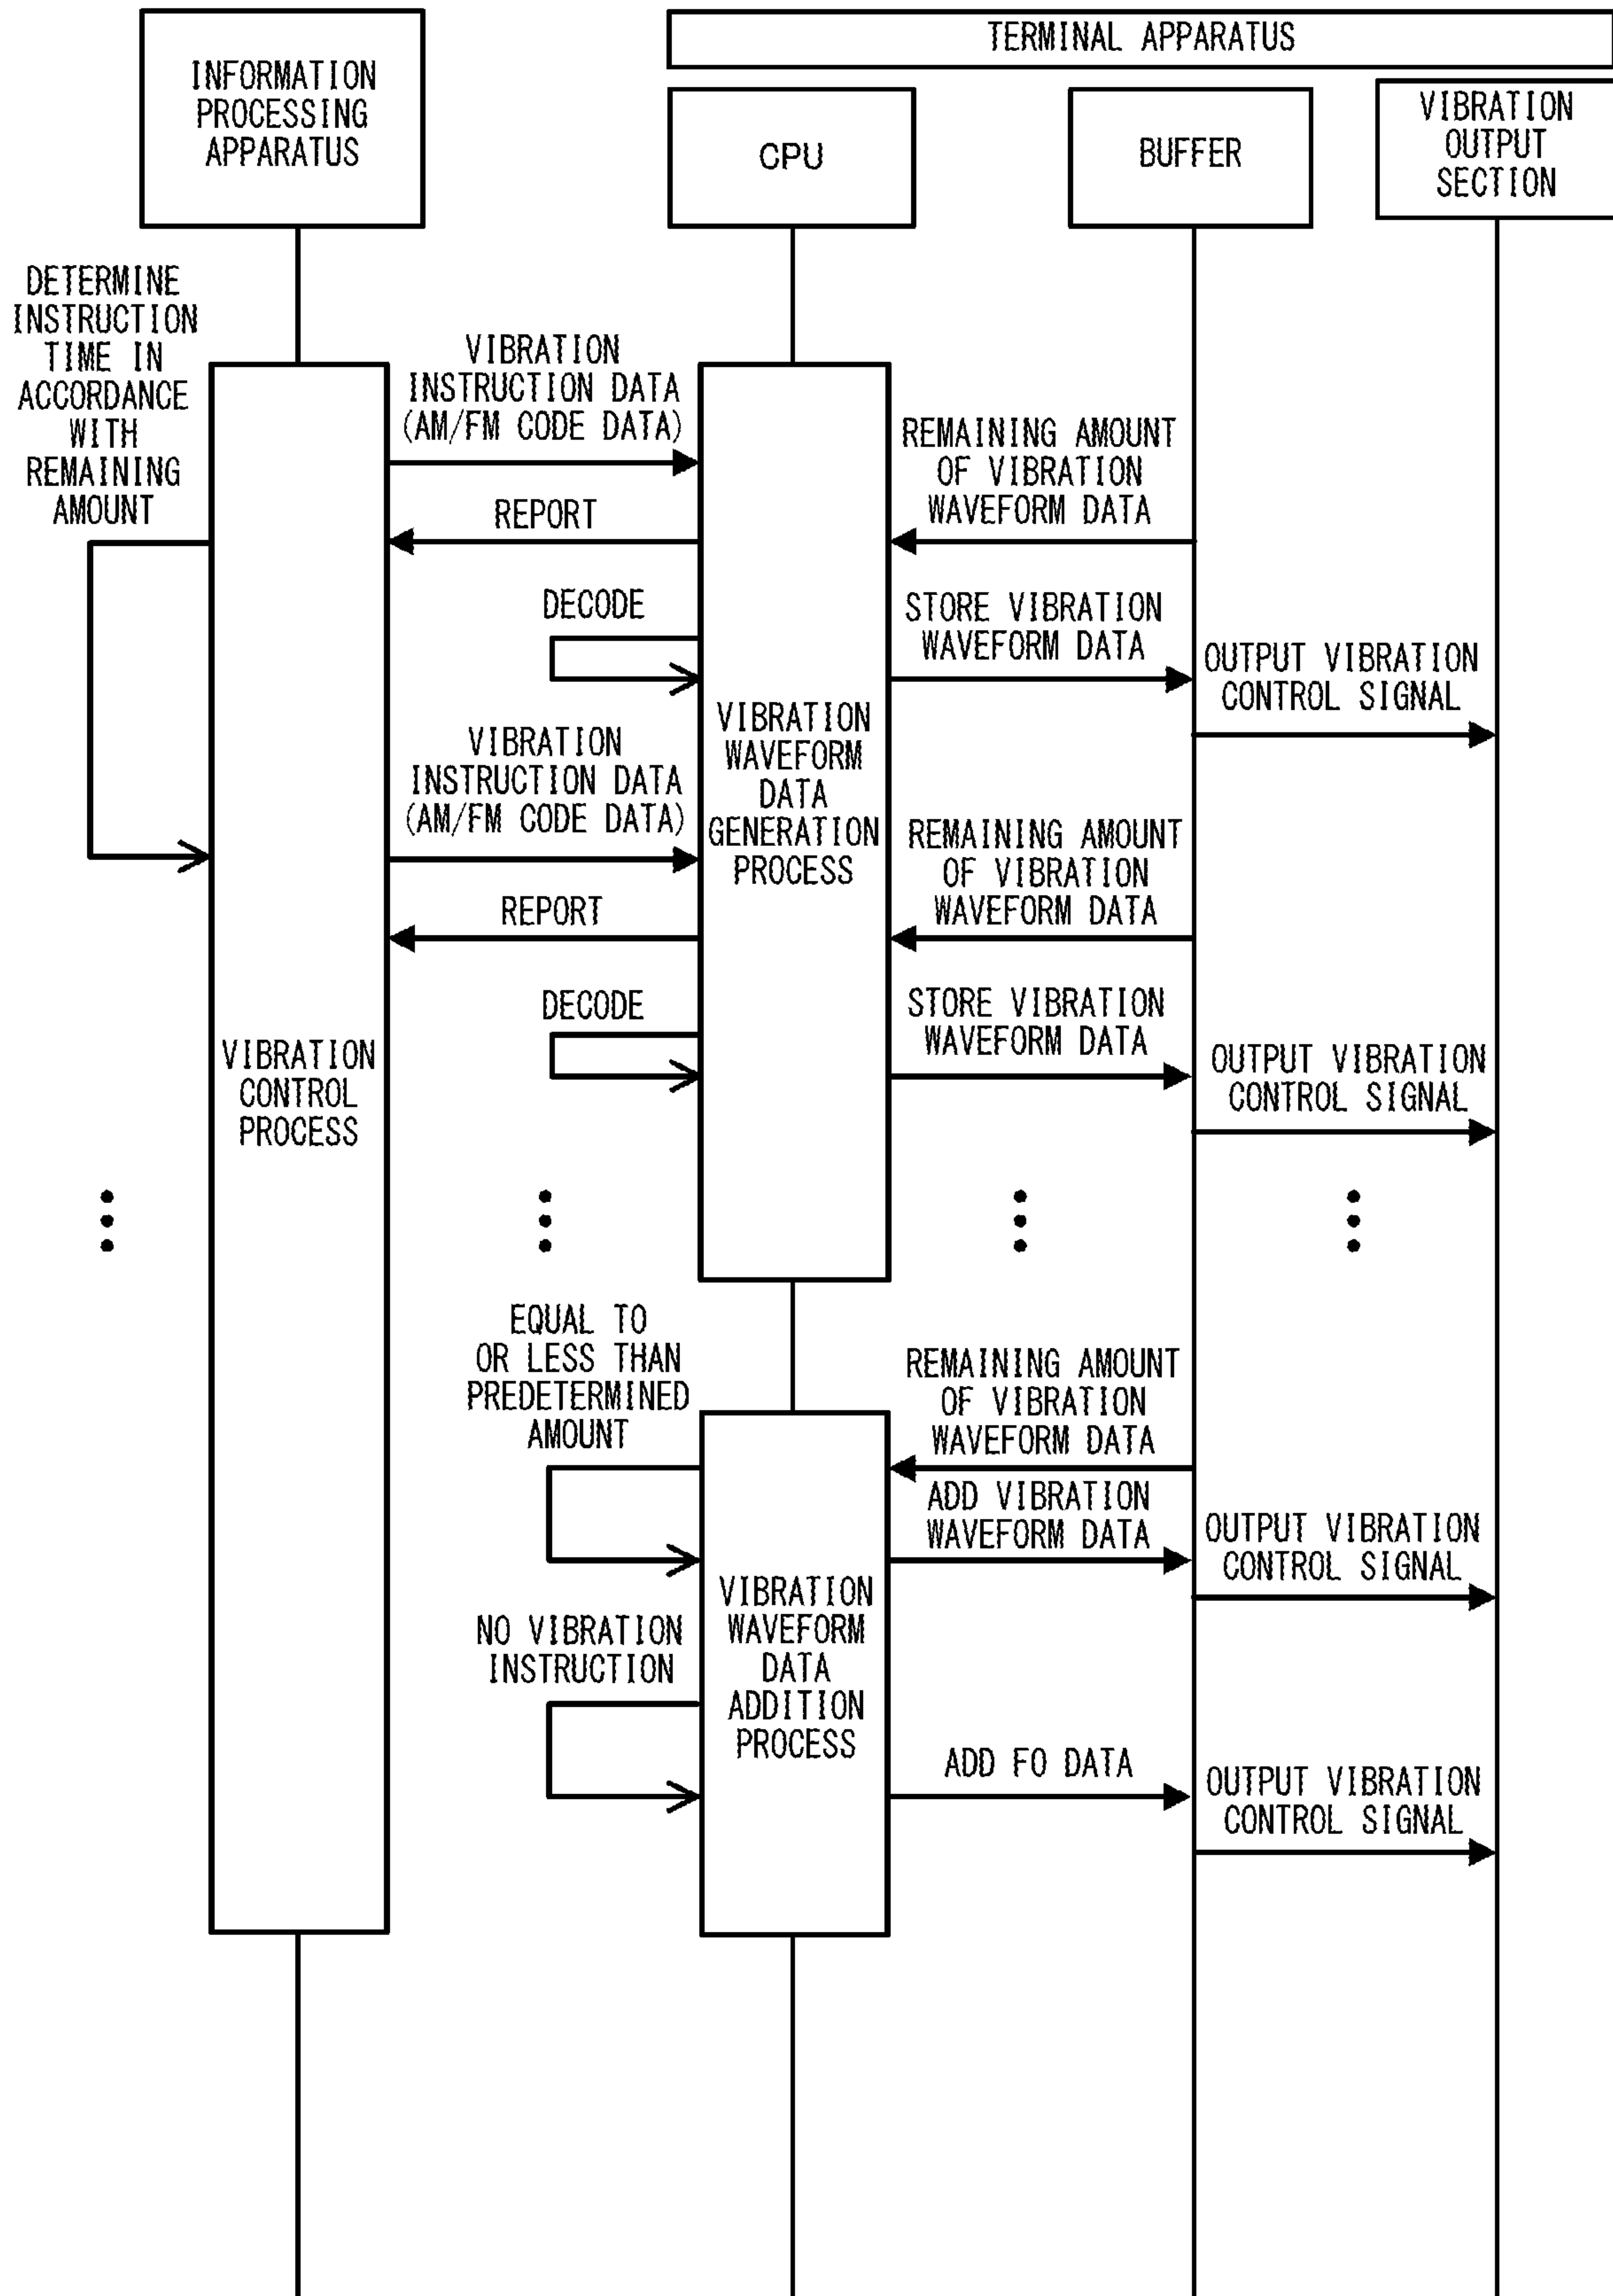 TERMINAL APPARATUS
INFORMATION
PROCESSING
APPARATUS
CPU
BUFFER
VIBRATION
OUTPUT
SECTION
DETERMINE
INSTRUCTION
TIME IN
ACCORDANCE
WITH
REMAINING
AMOUNT
VIBRATION
INSTRUCTION DATA
(AM/FM CODE DATA)
REMAINING AMOUNT
OF VIBRATION
WAVEFORM DATA
REPORT
DECODE
STORE VIBRATION
WAVEFORM DATA
OUTPUT VIBRATION
CONTROL SIGNAL
VIBRATION
WAVEFORM
DATA
GENERATION
PROCESS
VIBRATION
INSTRUCTION DATA
(AM/FM CODE DATA)
REMAINING AMOUNT
OF VIBRATION
WAVEFORM DATA
REPORT
DECODE
STORE VIBRATION
WAVEFORM DATA
OUTPUT VIBRATION
CONTROL SIGNAL
VIBRATION
CONTROL
PROCESS
EQUAL TO
OR LESS THAN
PREDETERMINED
AMOUNT
REMAINING AMOUNT
OF VIBRATION
WAVEFORM DATA
ADD VIBRATION
WAVEFORM DATA
OUTPUT VIBRATION
CONTROL SIGNAL
VIBRATION
WAVEFORM
DATA
ADDITION
PROCESS
NO VIBRATION
INSTRUCTION
ADD FO DATA
OUTPUT VIBRATION
CONTROL SIGNAL